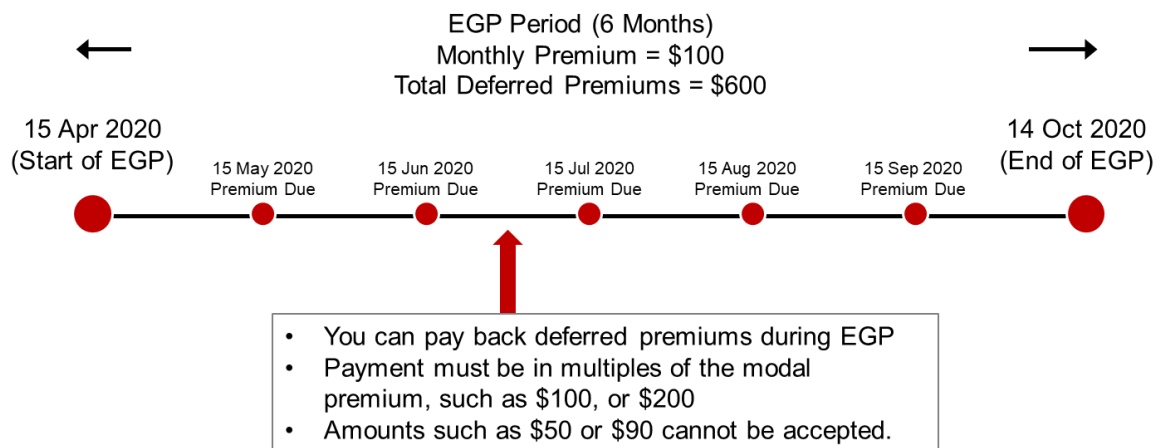 EGP Period (6 Months)
Monthly Premium = $100
Total Deferred Premiums = $600
15 Apr 2020
(Start of EGP)
15 May 2020
Premium Due
15 Jun 2020
Premium Due
15 Jul 2020
Premium Due
15 Aug 2020
Premium Due
15 Sep 2020
Premium Due
14 Oct 2020
(End of EGP)
• You can pay back deferred premiums during EGP
• Payment must be in multiples of the modal
premium, such as $100, or $200
• Amounts such as $50 or $90 cannot be accepted.